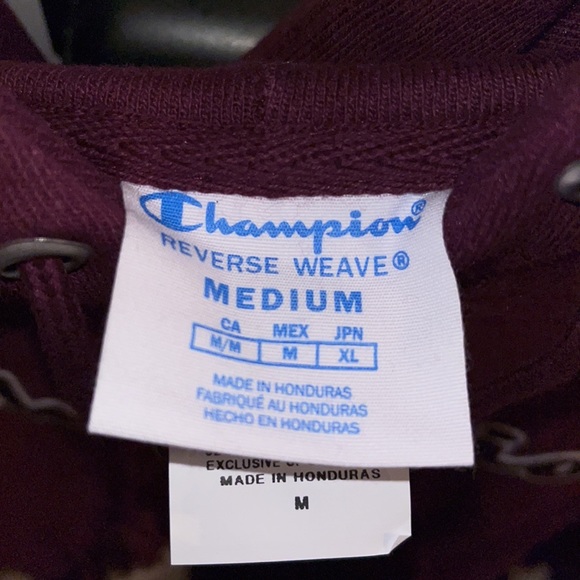 Champion®
REVERSE WEAVE®
MEDIUM
CA MEX JPN
M/M M XL
MADE IN HONDURAS
FABRIQUÉ AU HONDURAS
HECHO EN HONDURAS
EXCLUSIVE
MADE IN HONDURAS
M